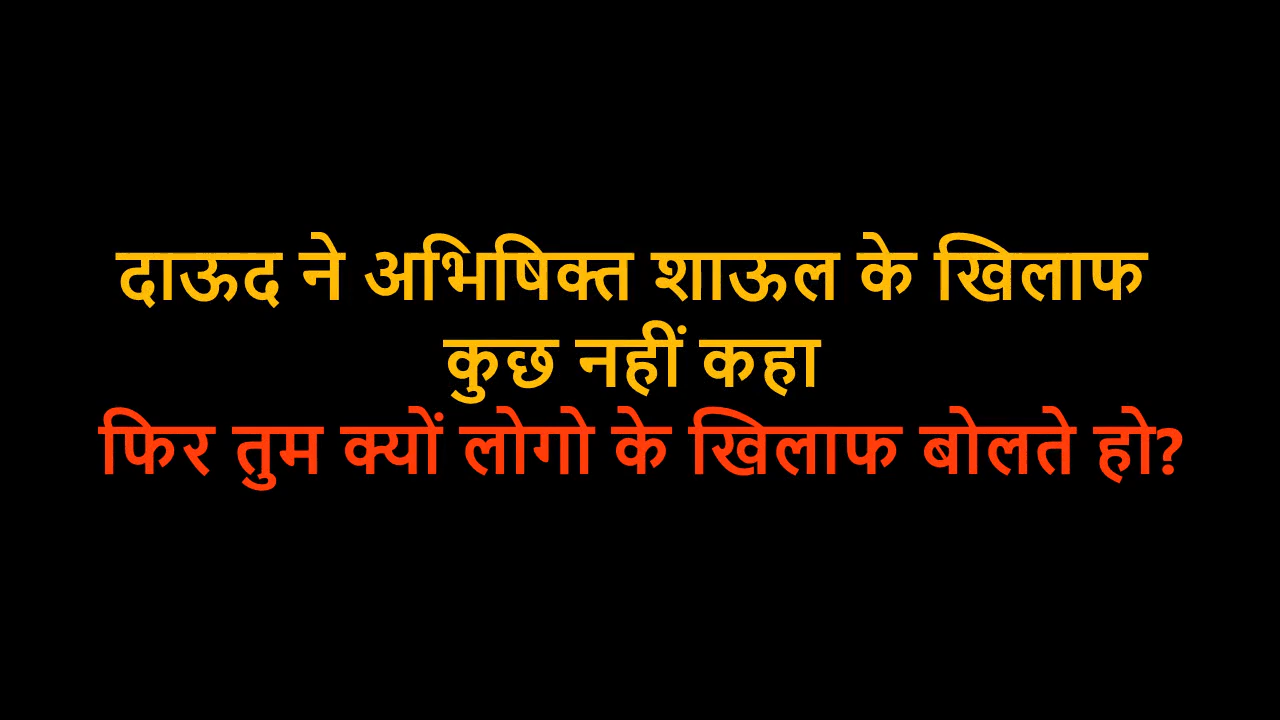 दाऊद ने अभिषिक्त शाऊल के खिलाफ
कुछ नहीं कहा
फिर तुम क्यों लोगो के खिलाफ बोलते हो?